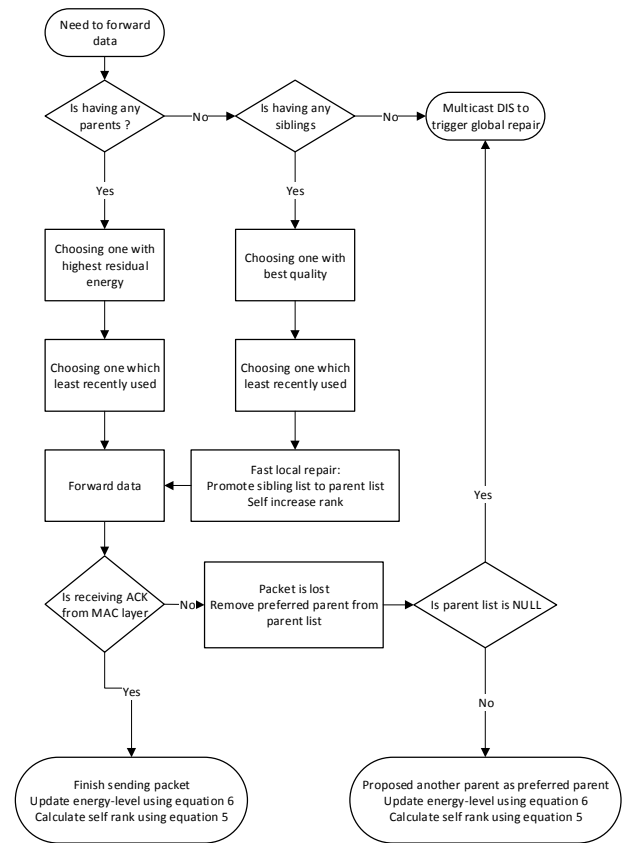 Need to forward
data
Is having any
parents ?
No
Is having any
siblings
No
Multicast DIS to
trigger global repair
Yes
Yes
Choosing one with
highest residual
energy
Choosing one with
best quality
Choosing one which
least recently used
Choosing one which
least recently used
Forward data
Fast local repair:
Promote sibling list to parent list
Self increase rank
Yes
Is receiving ACK
from MAC layer
No
Packet is lost
Remove preferred parent from
parent list
Is parent list is NULL
Yes
No
Finish sending packet
Update energy-level using equation 6
Calculate self rank using equation 5
Proposed another parent as preferred parent
Update energy-level using equation 6
Calculate self rank using equation 5